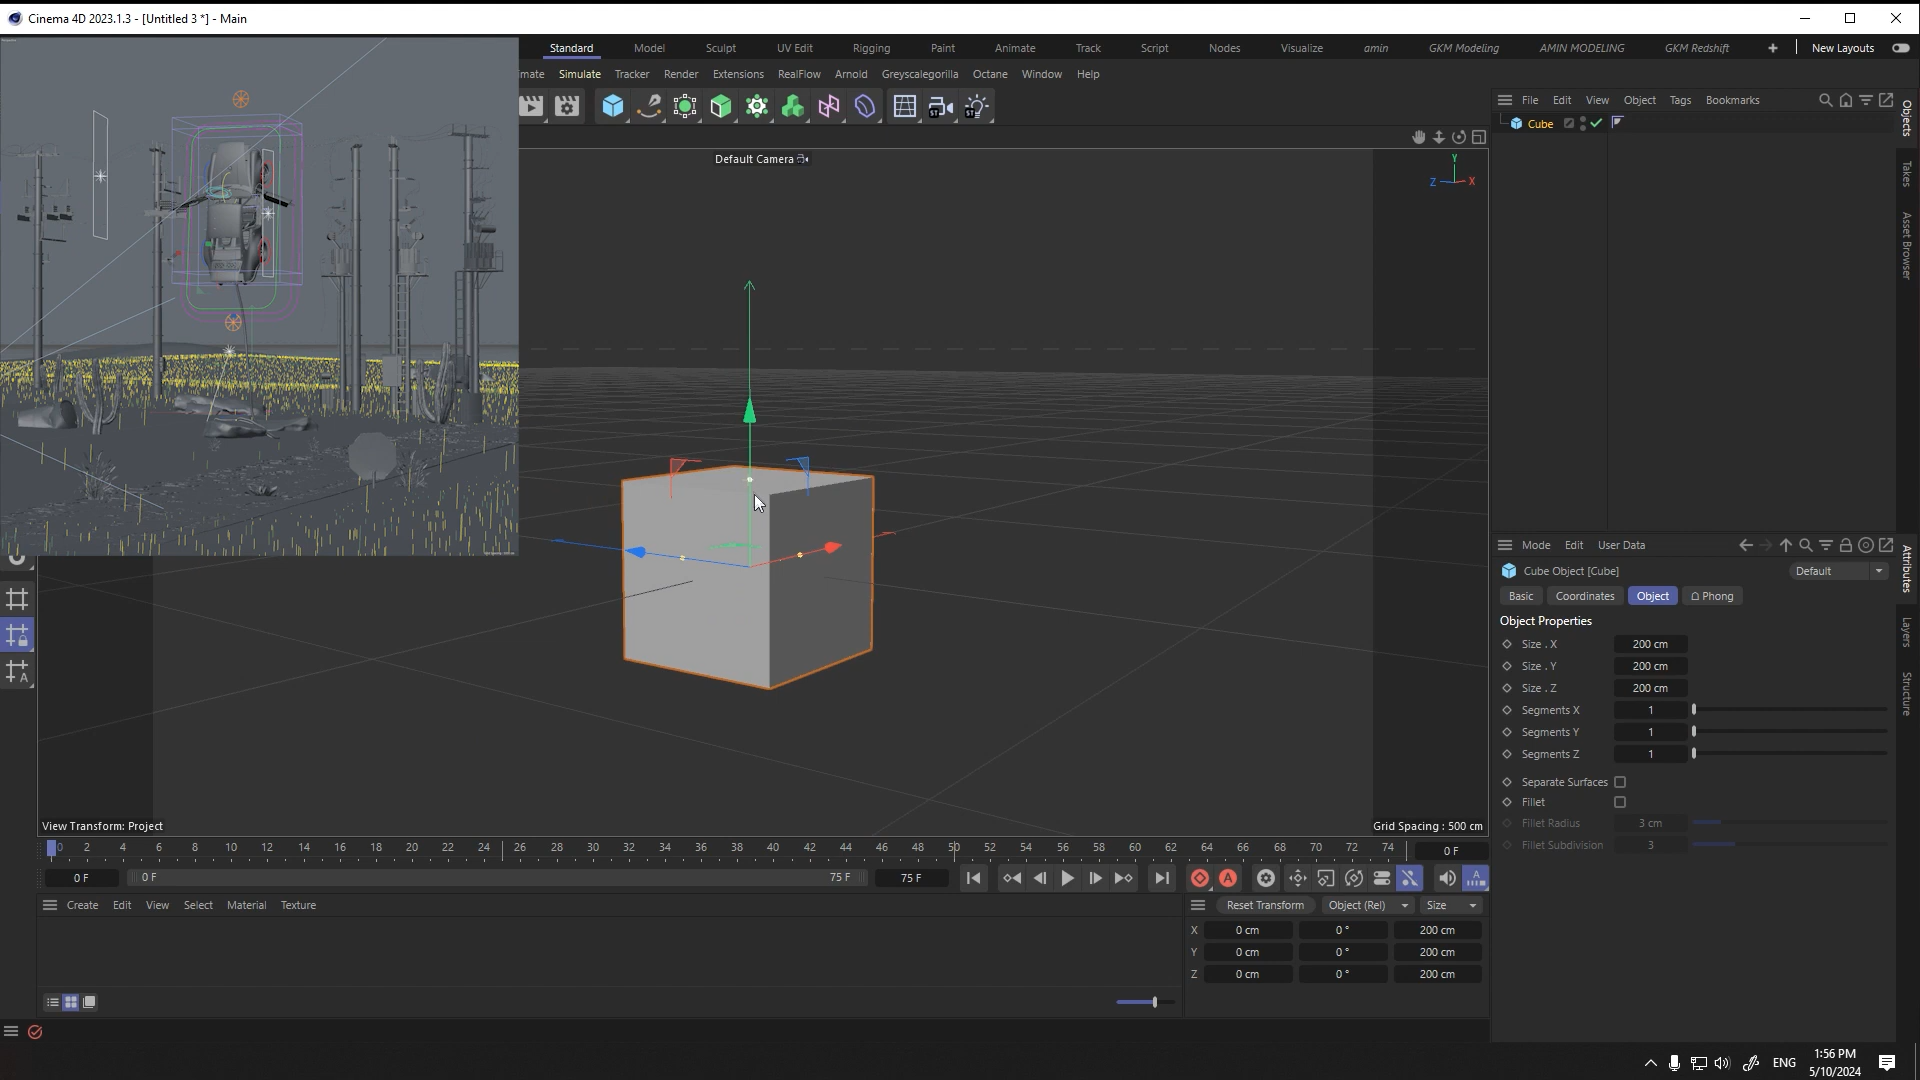 Cinema 4D 2023.1.3 - [Untitled 3 *] - Main
Standard Model Sculpt UV Edit Rigging Paint Animate Track Script Nodes Visualize amin GKM Modeling AMIN MODELING GKM Redshift + New Layouts
mate Simulate Tracker Render Extensions RealFlow Arnold Greyscalegorilla Octane Window Help
ST ST
File Edit View Object Tags Bookmarks
Cube
Objects
Takes
Asset Browser
Default Camera
Y
Z X
Mode Edit User Data
Cube Object [Cube] Default
Basic Coordinates Object Phong
Object Properties
Size . X 200 cm
Size . Y 200 cm
Size . Z 200 cm
Segments X 1
Segments Y 1
Segments Z 1
Separate Surfaces
Fillet
Fillet Radius 3 cm
Fillet Subdivision 3
Attributes
Layers
Structure
A
View Transform: Project
Grid Spacing : 500 cm
0 2 4 6 8 10 12 14 16 18 20 22 24 26 28 30 32 34 36 38 40 42 44 46 48 50 52 54 56 58 60 62 64 66 68 70 72 74 0 F
0 F 0 F 75 F 75 F
A A
Create Edit View Select Material Texture
Reset Transform Object (Rel) Size
X 0 cm 0 ° 200 cm
Y 0 cm 0 ° 200 cm
Z 0 cm 0 ° 200 cm
ENG 1:56 PM
5/10/2024